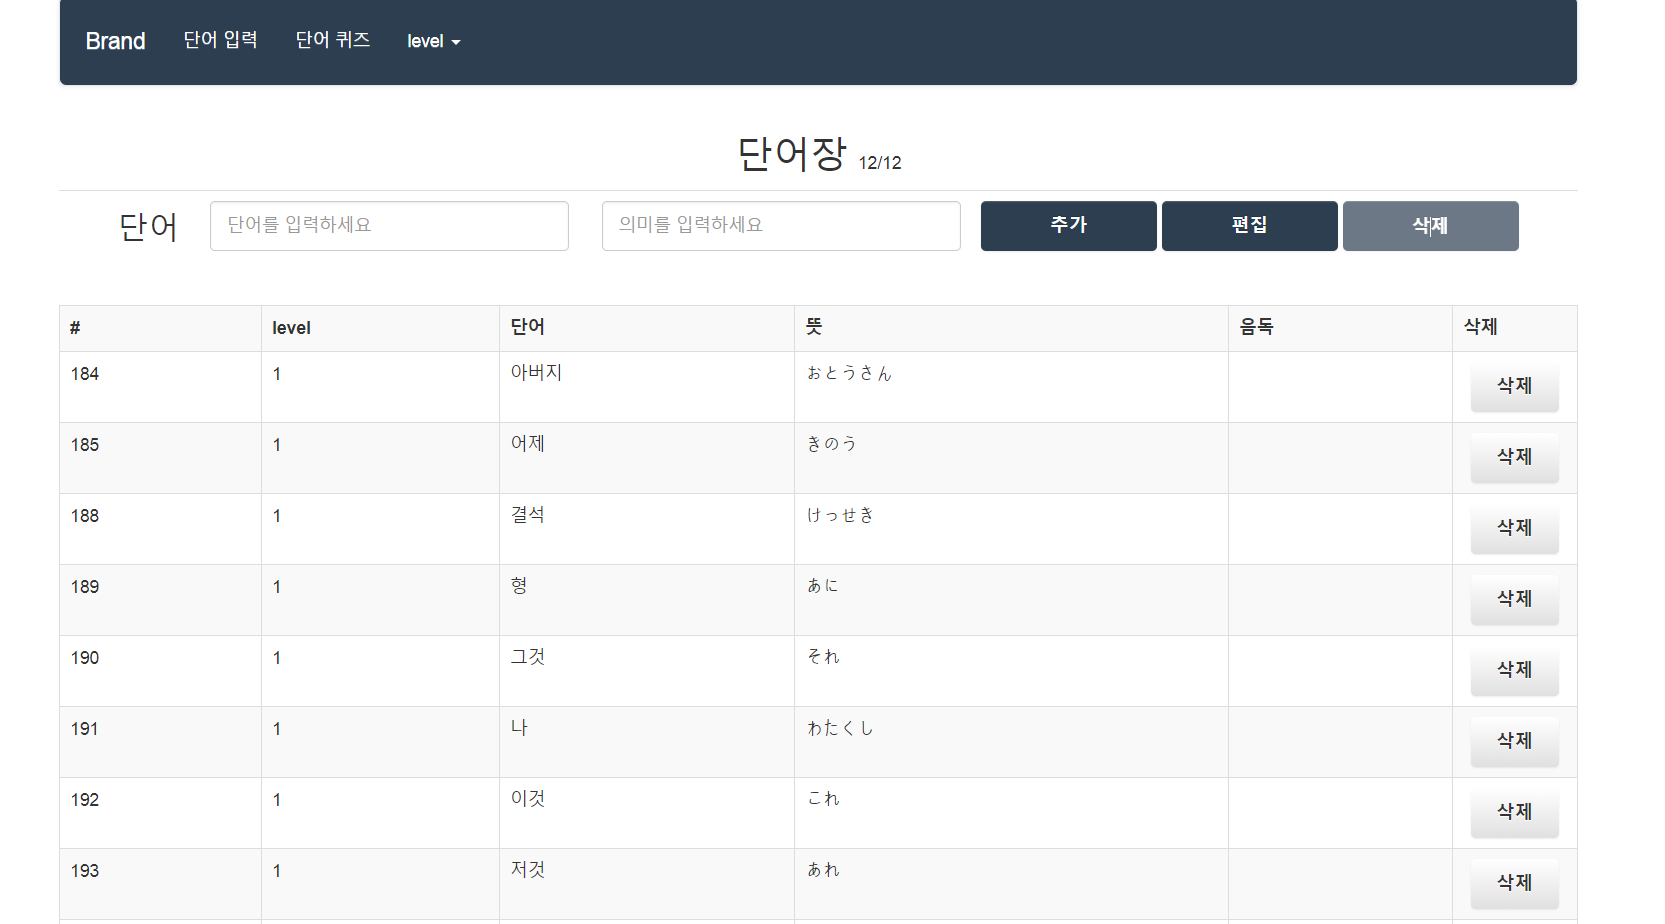 Brand 단어 입력 단어 퀴즈 level
단어장 12/12
단어 단어를 입력하세요 의미를 입력하세요 추가 편집 삭제
# level 단어 뜻 음독 삭제
184 1 아버지 おとうさん 삭제
185 1 어제 きのう 삭제
188 1 결석 けっせき 삭제
189 1 형 あに 삭제
190 1 그것 それ 삭제
191 1 나 わたくし 삭제
192 1 이것 これ 삭제
193 1 저것 あれ 삭제